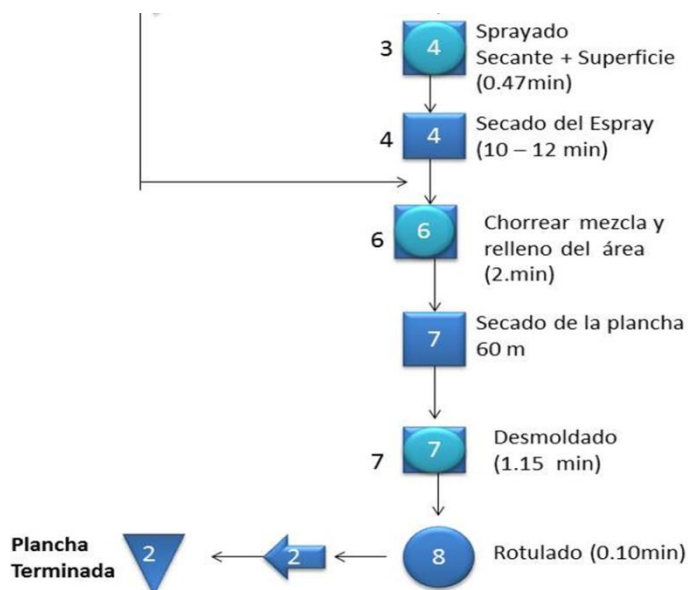 3 4 Sprayado
Secante + Superficie
(0.47min)
4 4 Secado del Espray
(10 – 12 min)
6 6 Chorrear mezcla y
relleno del área
(2.min)
7 Secado de la plancha
60 m
7 7 Desmoldado
(1.15 min)
Plancha
Terminada
2 2 8 Rotulado (0.10min)